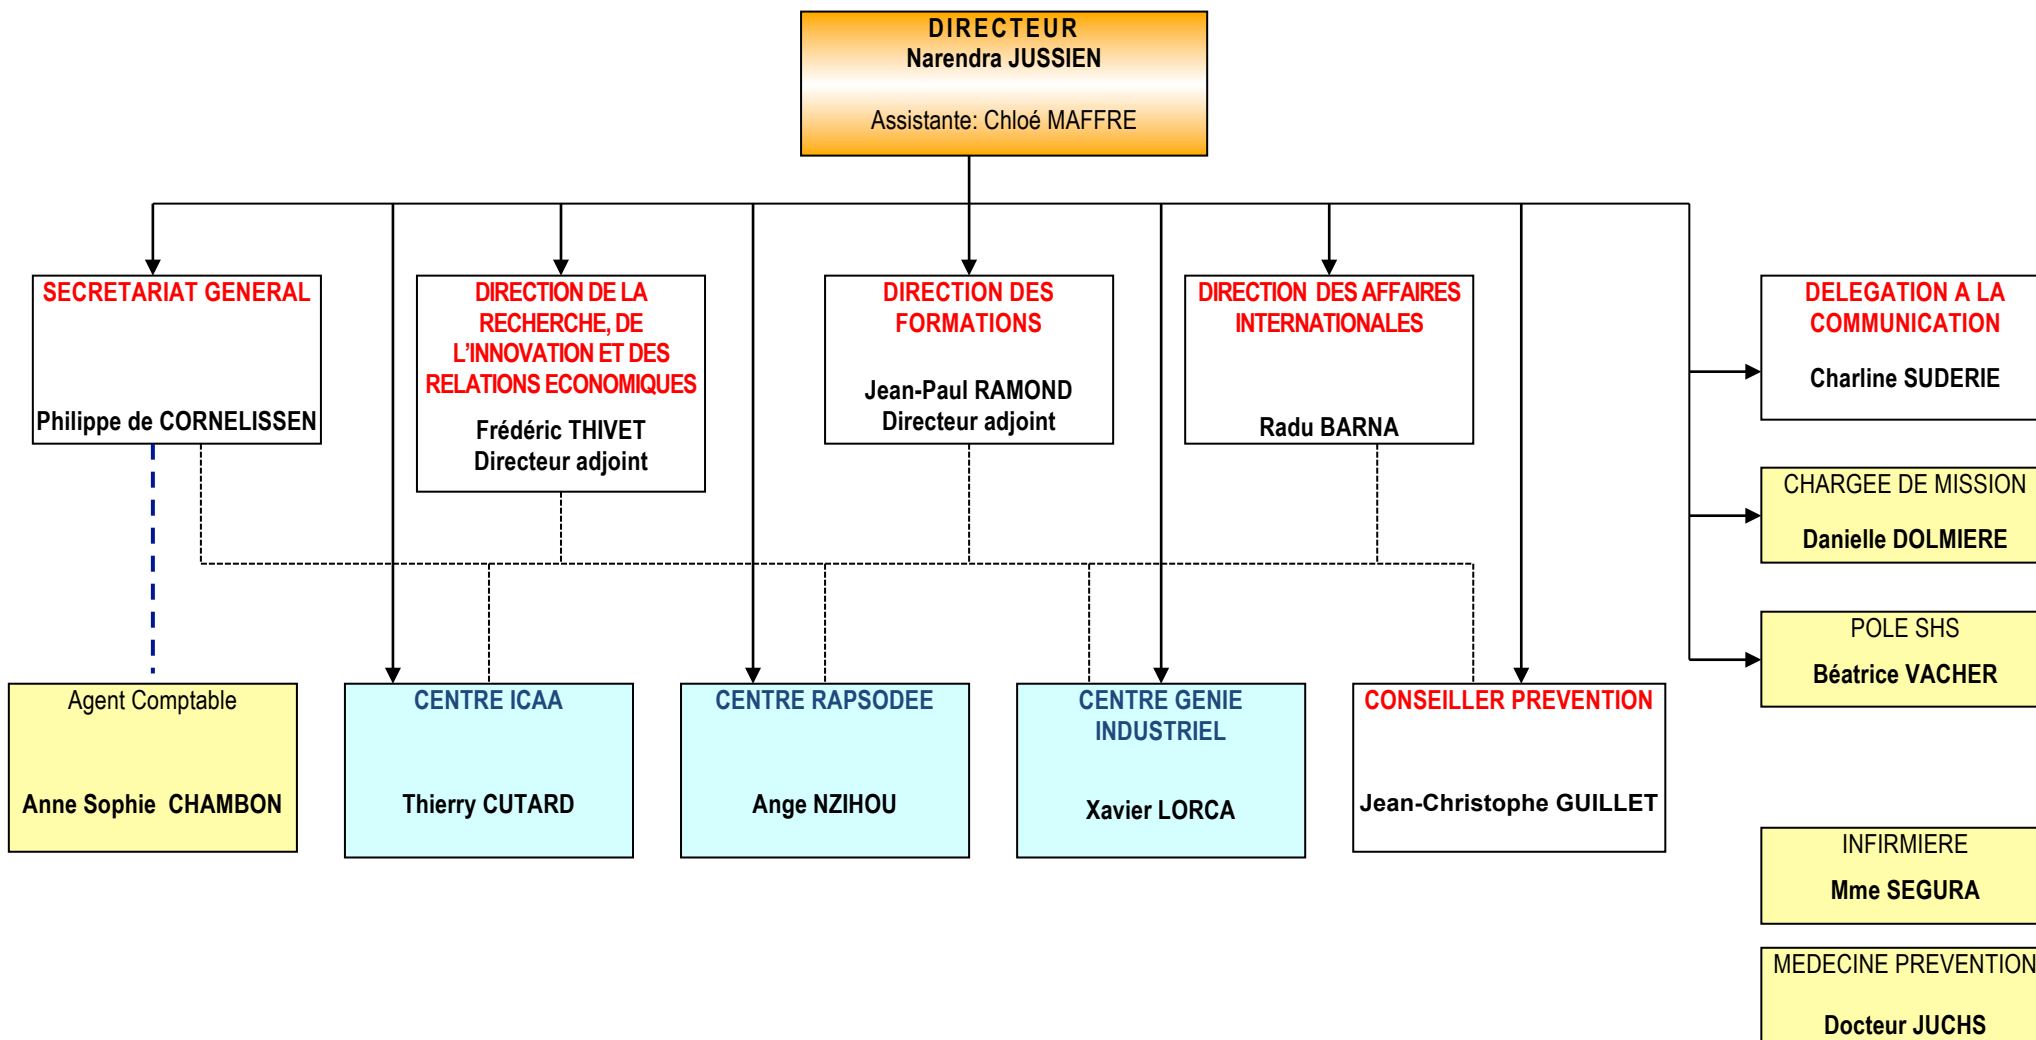 DIRECTEUR
Narendra JUSSIEN
Assistante: Chloé MAFFRE
SECRETARIAT GENERAL
Philippe de CORNELISSEN
DIRECTION DE LA
RECHERCHE, DE
L’INNOVATION ET DES
RELATIONS ECONOMIQUES
Frédéric THIVET
Directeur adjoint
DIRECTION DES
FORMATIONS
Jean-Paul RAMOND
Directeur adjoint
DIRECTION DES AFFAIRES
INTERNATIONALES
Radu BARNA
DELEGATION A LA
COMMUNICATION
Charline SUDERIE
CHARGEE DE MISSION
Danielle DOLMIERE
POLE SHS
Béatrice VACHER
Agent Comptable
Anne Sophie CHAMBON
CENTRE ICAA
Thierry CUTARD
CENTRE RAPSODEE
Ange NZIHOU
CENTRE GENIE
INDUSTRIEL
Xavier LORCA
CONSEILLER PREVENTION
Jean-Christophe GUILLET
INFIRMIERE
Mme SEGURA
MEDECINE PREVENTION
Docteur JUCHS